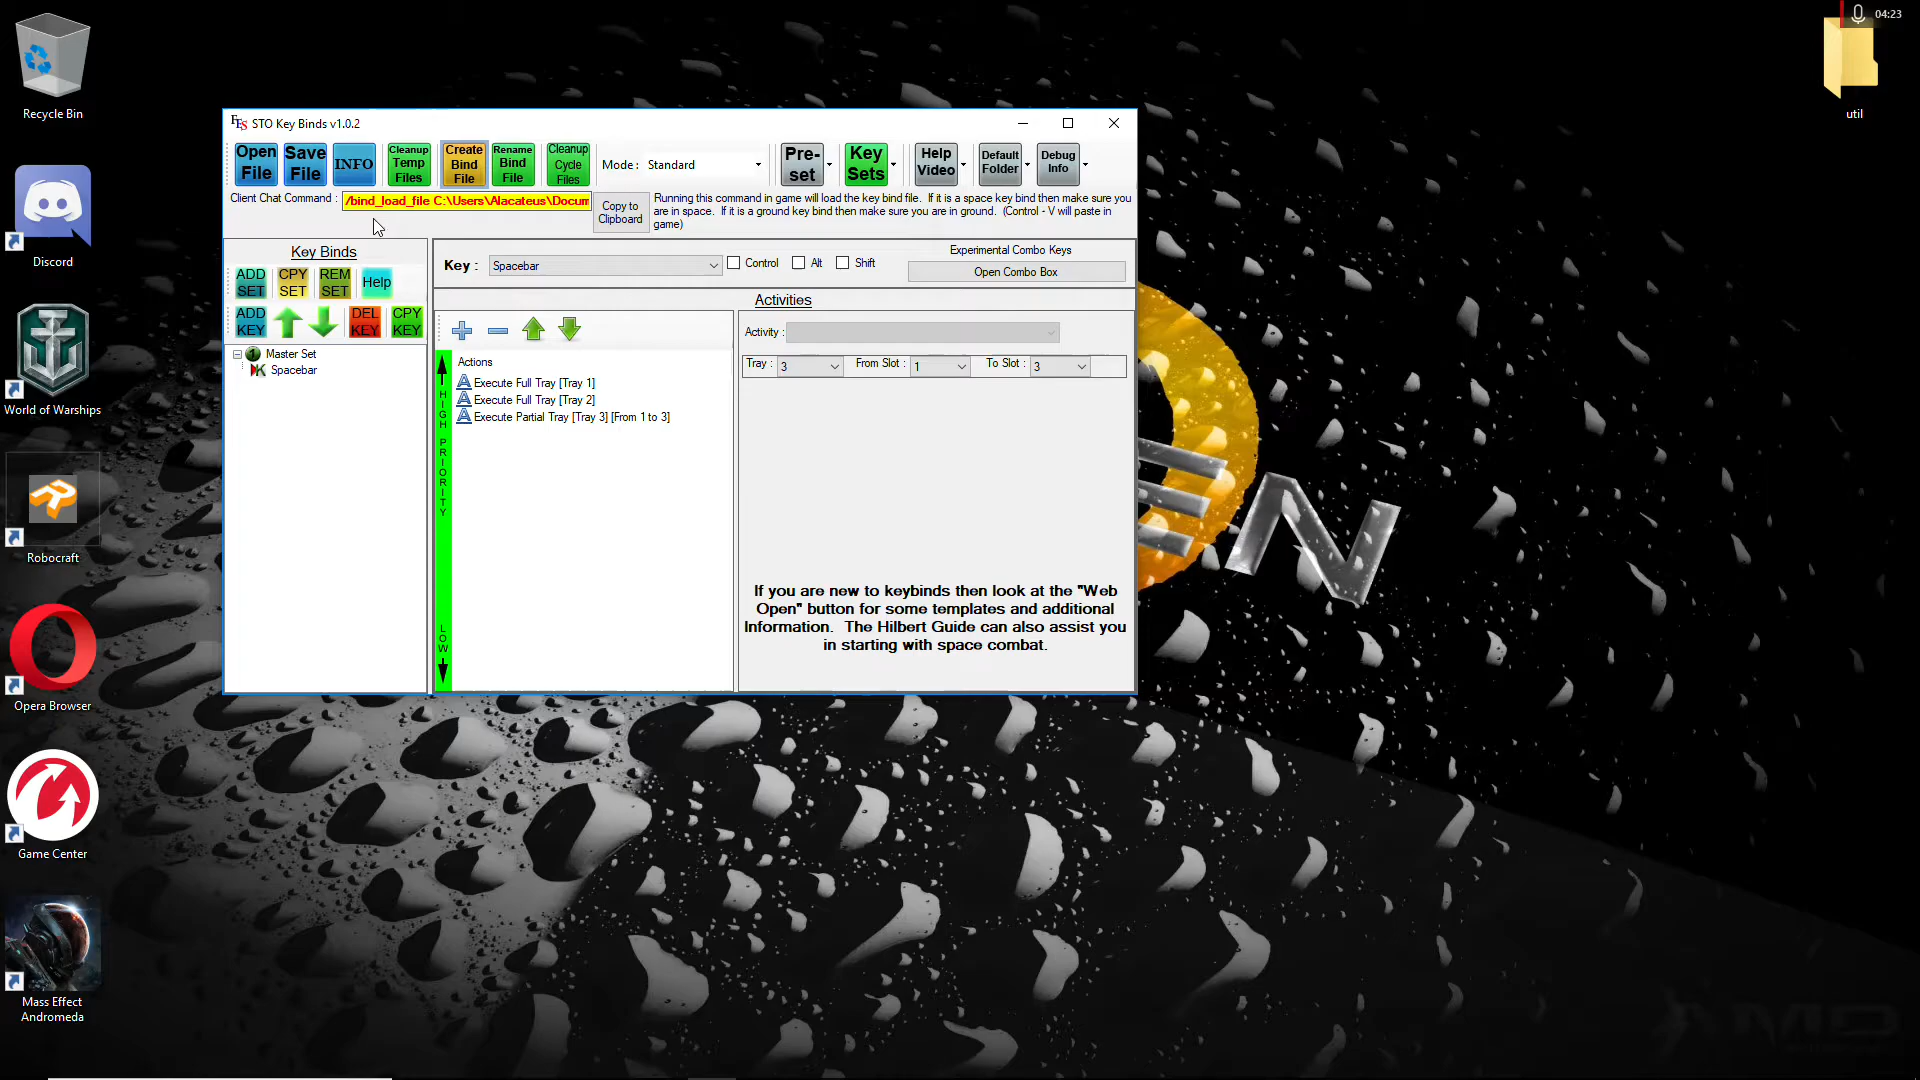 04:23
Recycle Bin
util
Discord
World of Warships
Robocraft
Opera Browser
Game Center
Mass Effect
Andromeda
STO Key Binds v1.0.2
Open File
Save File
INFO
Cleanup Temp Files
Create Bind File
Rename Bind File
Cleanup Cycle Files
Mode : Standard
Pre-set
Key Sets
Help Video
Default Folder
Debug Info
Client Chat Command :
/bind_load_file C:\Users\Alacateus\Docum
Copy to Clipboard
Running this command in game will load the key bind file. If it is a space key bind then make sure you
are in space. If it is a ground key bind then make sure you are in ground. (Control - V will paste in
game)
Key Binds
ADD SET
CPY SET
REM SET
Help
ADD KEY
DEL KEY
CPY KEY
Master Set
Spacebar
Key : Spacebar
Control
Alt
Shift
Experimental Combo Keys
Open Combo Box
Activities
HIGH PRIORITY
LOW
Actions
Execute Full Tray [Tray 1]
Execute Full Tray [Tray 2]
Execute Partial Tray [Tray 3] [From 1 to 3]
Activity :
Tray : 3 From Slot : 1 To Slot : 3
If you are new to keybinds then look at the "Web
Open" button for some templates and additional
Information. The Hilbert Guide can also assist you
in starting with space combat.
EN
AMD